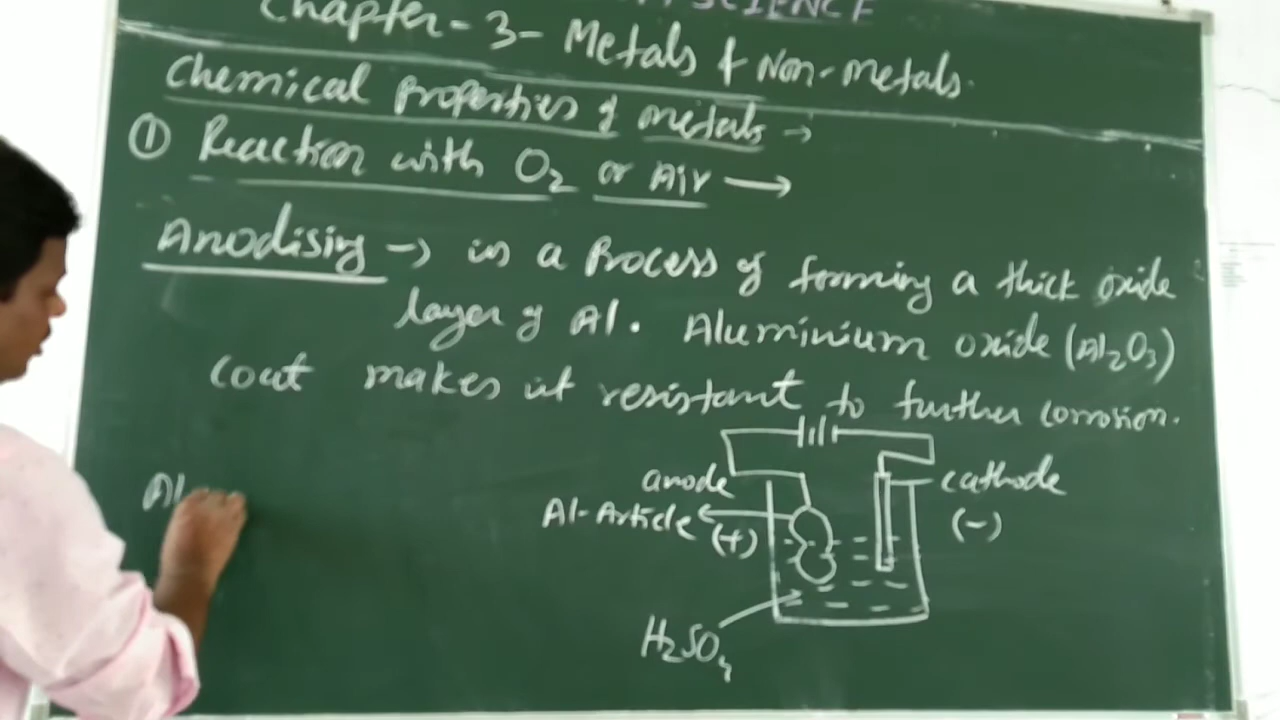 SCIENCE
Chapter-3- Metals & Non-metals.
Chemical Properties of metals →
① Reaction with O₂ or Air →
Anodising → is a Process of forming a thick oxide
layer of Al. Aluminium oxide (Al₂O₃)
coat makes it resistant to further corrosion.
anode
cathode
Al
Al-Article
(+)
(-)
H₂SO₄